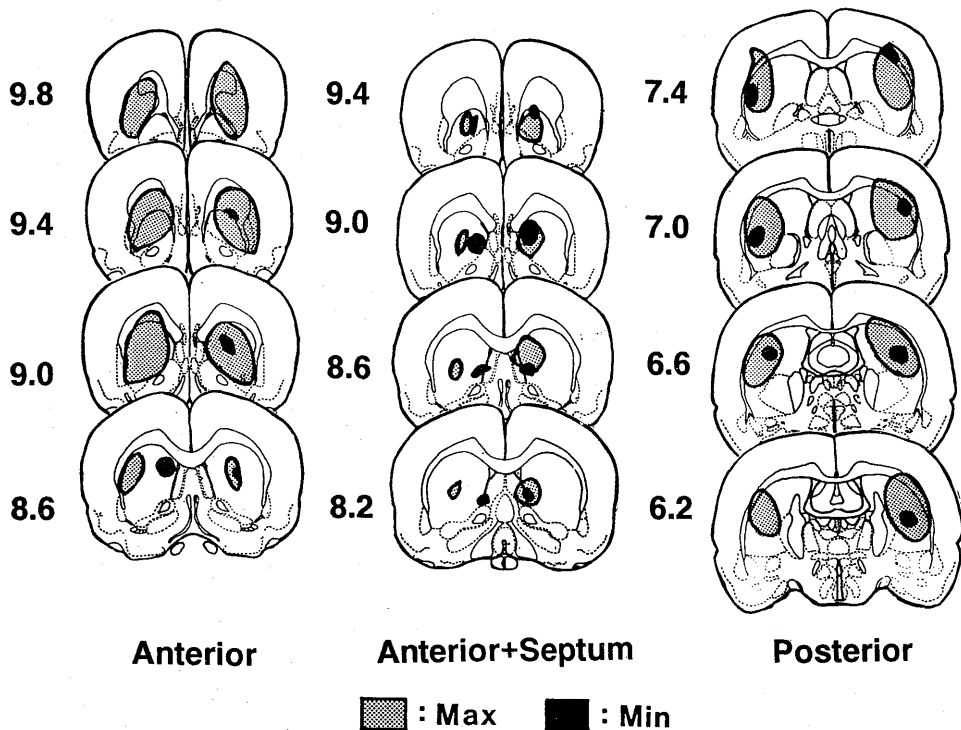 9.8
9.4
9.0
8.6
Anterior
9.4
9.0
8.6
8.2
Anterior+Septum
7.4
7.0
6.6
6.2
Posterior
: Max
: Min